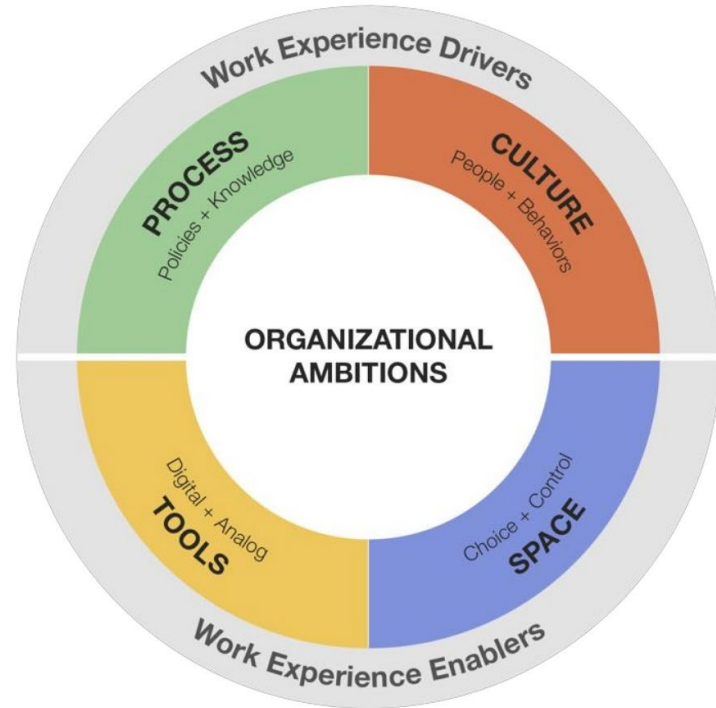 Work Experience Drivers
PROCESS
Policies + Knowledge
CULTURE
People + Behaviors
ORGANIZATIONAL
AMBITIONS
Digital + Analog
TOOLS
Choice + Control
SPACE
Work Experience Enablers